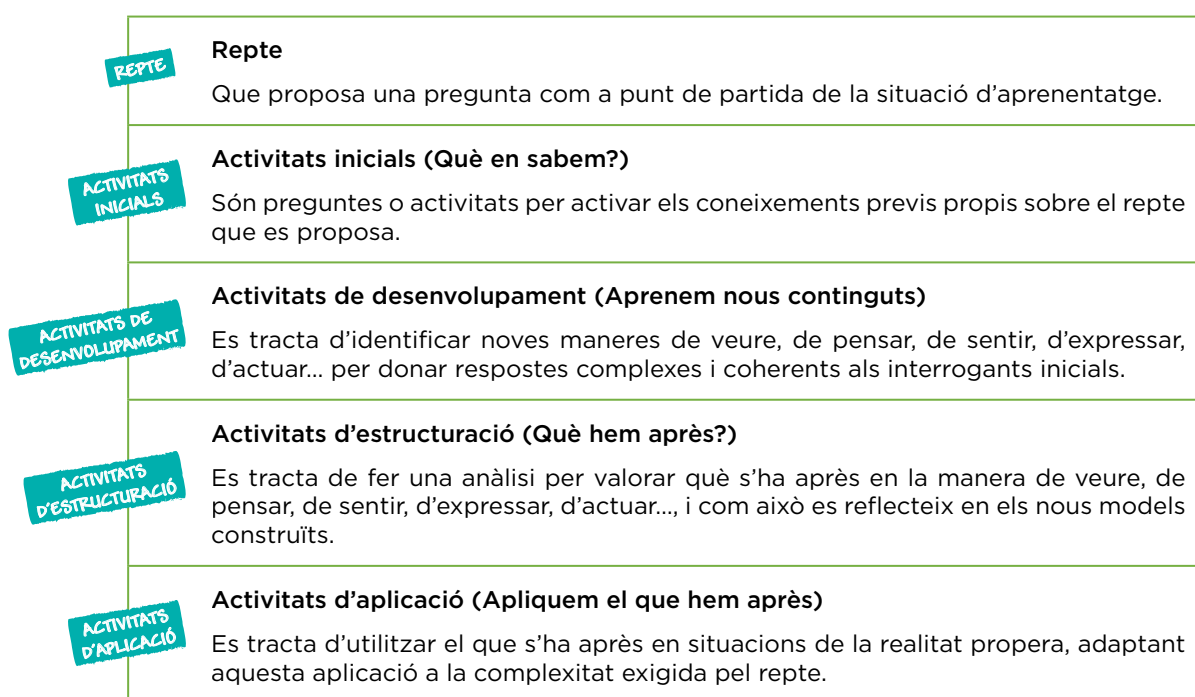 REPTE
Repte
Que proposa una pregunta com a punt de partida de la situació d’aprenentatge.
ACTIVITATS
INICIALS
Activitats inicials (Què en sabem?)
Són preguntes o activitats per activar els coneixements previs propis sobre el repte
que es proposa.
ACTIVITATS DE
DESENVOLUPAMENT
Activitats de desenvolupament (Aprenem nous continguts)
Es tracta d’identificar noves maneres de veure, de pensar, de sentir, d’expressar,
d’actuar... per donar respostes complexes i coherents als interrogants inicials.
ACTIVITATS
D’ESTRUCTURACIÓ
Activitats d’estructuració (Què hem après?)
Es tracta de fer una anàlisi per valorar què s’ha après en la manera de veure, de
pensar, de sentir, d’expressar, d’actuar..., i com això es reflecteix en els nous models
construïts.
ACTIVITATS
D’APLICACIÓ
Activitats d’aplicació (Apliquem el que hem après)
Es tracta d’utilitzar el que s’ha après en situacions de la realitat propera, adaptant
aquesta aplicació a la complexitat exigida pel repte.